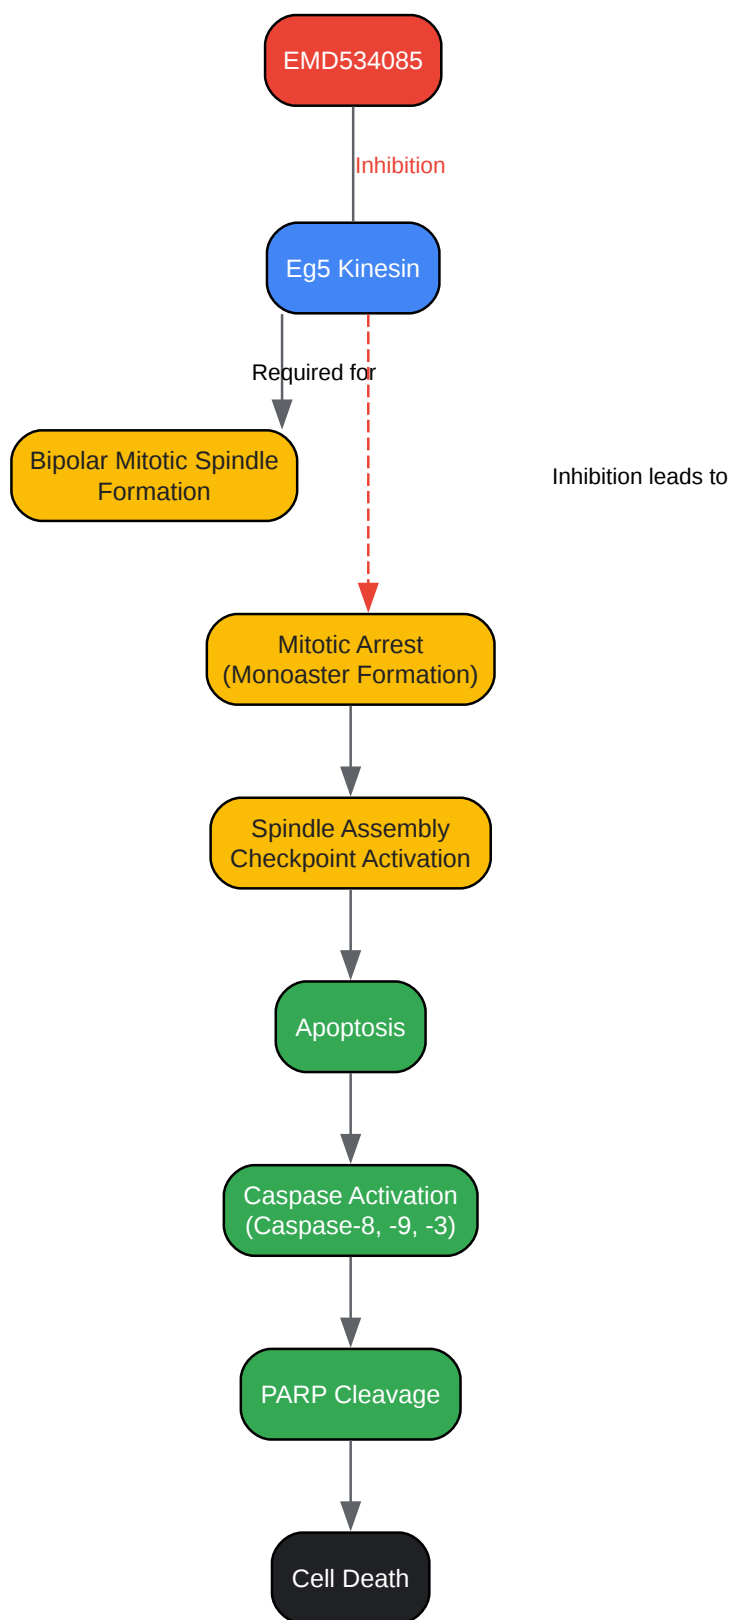 EMD534085
Inhibition
Eg5 Kinesin
Required for
Bipolar Mitotic Spindle
Formation
Inhibition leads to
Mitotic Arrest
(Monoaster Formation)
Spindle Assembly
Checkpoint Activation
Apoptosis
Caspase Activation
(Caspase-8, -9, -3)
PARP Cleavage
Cell Death